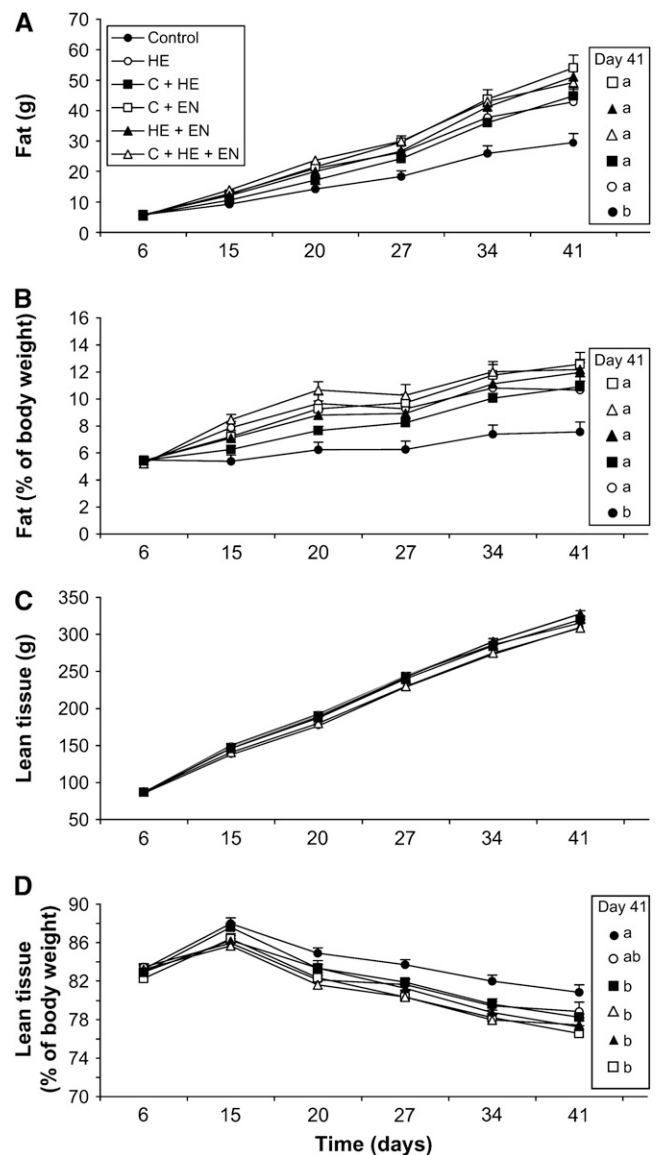 A
Fat (g)
70
60
50
40
30
20
10
0
Control
HE
C + HE
C + EN
HE + EN
C + HE + EN
Day 41
a
a
a
a
a
b
6 15 20 27 34 41
B
Fat (% of body weight)
16
14
12
10
8
6
4
2
0
Day 41
a
a
a
a
a
b
6 15 20 27 34 41
C
Lean tissue (g)
350
300
250
200
150
100
50
6 15 20 27 34 41
D
Lean tissue
(% of body weight)
90
86
82
78
74
70
Day 41
a
ab
b
b
b
b
6 15 20 27 34 41
Time (days)